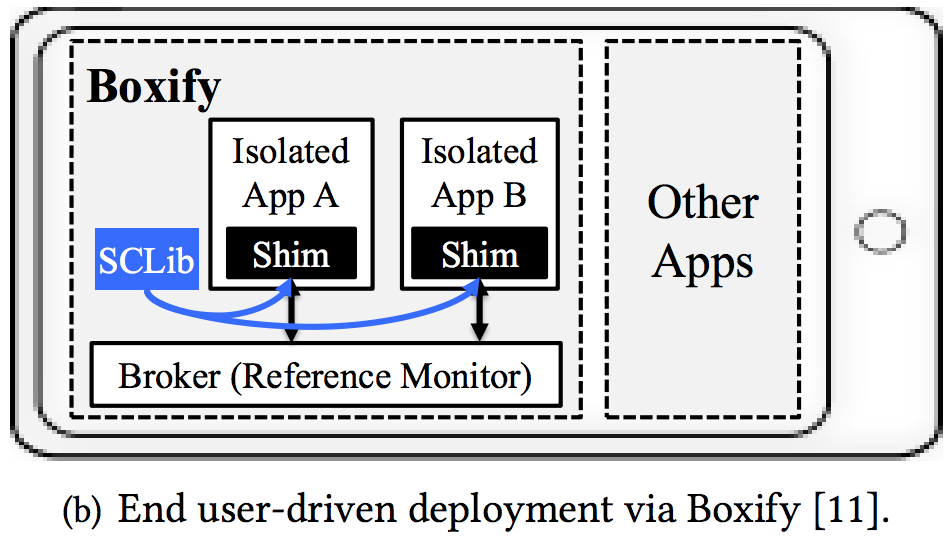 Boxify
Isolated
App A
Shim
Isolated
App B
Shim
SCLib
Broker (Reference Monitor)
Other
Apps
(b) End user-driven deployment via Boxify [11].